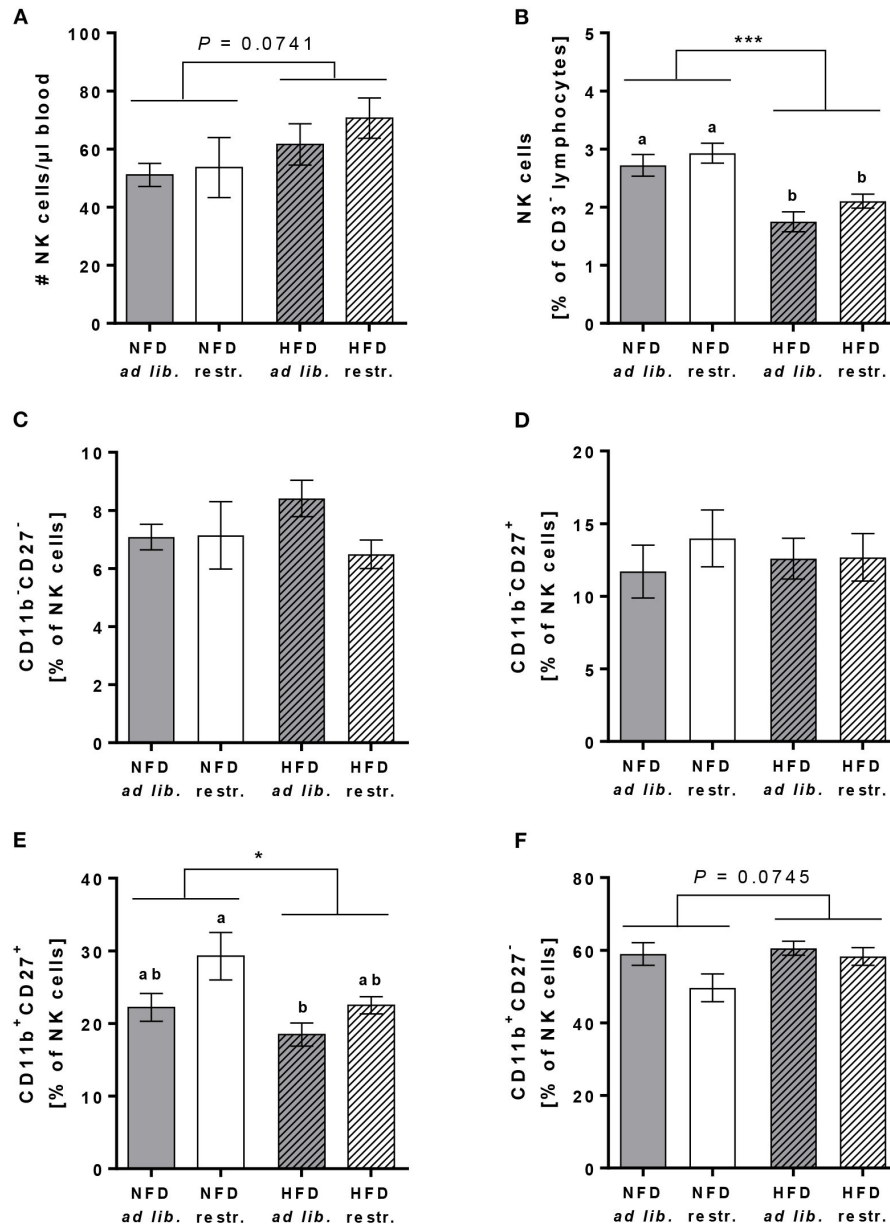 A
P = 0.0741
# NK cells/µl blood
100
80
60
40
20
0
NFD NFD HFD HFD
ad lib. restr. ad lib. restr.
B
***
NK cells
[% of CD3⁻ lymphocytes]
5
4
3
2
1
0
a a b b
NFD NFD HFD HFD
ad lib. restr. ad lib. restr.
C
CD11b⁻CD27⁻
[% of NK cells]
10
8
6
4
2
0
NFD NFD HFD HFD
ad lib. restr. ad lib. restr.
D
CD11b⁻CD27⁺
[% of NK cells]
20
15
10
5
0
NFD NFD HFD HFD
ad lib. restr. ad lib. restr.
E
*
CD11b⁺CD27⁺
[% of NK cells]
40
30
20
10
0
ab a b ab
NFD NFD HFD HFD
ad lib. restr. ad lib. restr.
F
P = 0.0745
CD11b⁺CD27⁻
[% of NK cells]
80
60
40
20
0
NFD NFD HFD HFD
ad lib. restr. ad lib. restr.